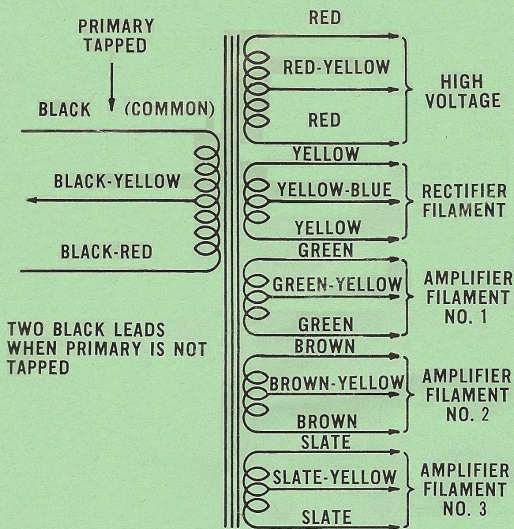 PRIMARY
TAPPED
BLACK (COMMON)
BLACK-YELLOW
BLACK-RED
TWO BLACK LEADS
WHEN PRIMARY IS NOT
TAPPED
RED
RED-YELLOW
RED
HIGH
VOLTAGE
YELLOW
YELLOW-BLUE
YELLOW
RECTIFIER
FILAMENT
GREEN
GREEN-YELLOW
GREEN
AMPLIFIER
FILAMENT
NO. 1
BROWN
BROWN-YELLOW
BROWN
AMPLIFIER
FILAMENT
NO. 2
SLATE
SLATE-YELLOW
SLATE
AMPLIFIER
FILAMENT
NO. 3